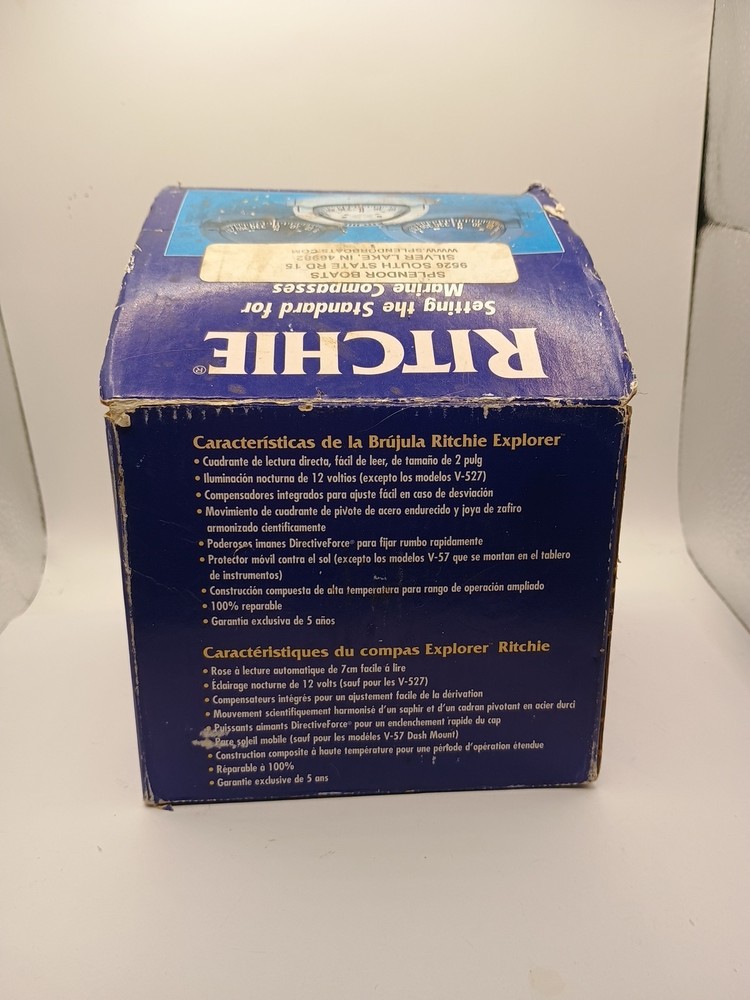 RITCHIE®
Setting the Standard for
Marine Compasses
SPLENDOR BOATS
9526 SOUTH STATE RD 15
SILVER LAKE, IN 46982
WWW.SPLENDORBOATS.COM
Características de la Brújula Ritchie Explorer™
• Cuadrante de lectura directa, fácil de leer, de tamaño de 2 pulg
• Iluminación nocturna de 12 voltios (excepto los modelos V-527)
• Compensadores integrados para ajuste fácil en caso de desviación
• Movimiento de cuadrante de pivote de acero endurecido y joya de zafiro
armonizado científicamente
• Poderosos imanes DirectiveForce® para fijar rumbo rapidamente
• Protector móvil contra el sol (excepto los modelos V-57 que se montan en el tablero
de instrumentos)
• Construcción compuesta de alta temperatura para rango de operación ampliado
• 100% reparable
• Garantía exclusiva de 5 años
Caractéristiques du compas Explorer™ Ritchie
• Rose à lecture automatique de 7cm facile à lire
• Éclairage nocturne de 12 volts (sauf pour les V-527)
• Compensateurs intégrés pour un ajustement facile de la dérivation
• Mouvement scientifiquement harmonisé d'un saphir et d'un cadran pivotant en acier durci
• Puissants aimants DirectiveForce® pour un enclenchement rapide du cap
• Pare soleil mobile (sauf pour les modéles V-57 Dash Mount)
• Construction composite à haute température pour une période d'opération étendue
• Réparable à 100%
• Garantie exclusive de 5 ans